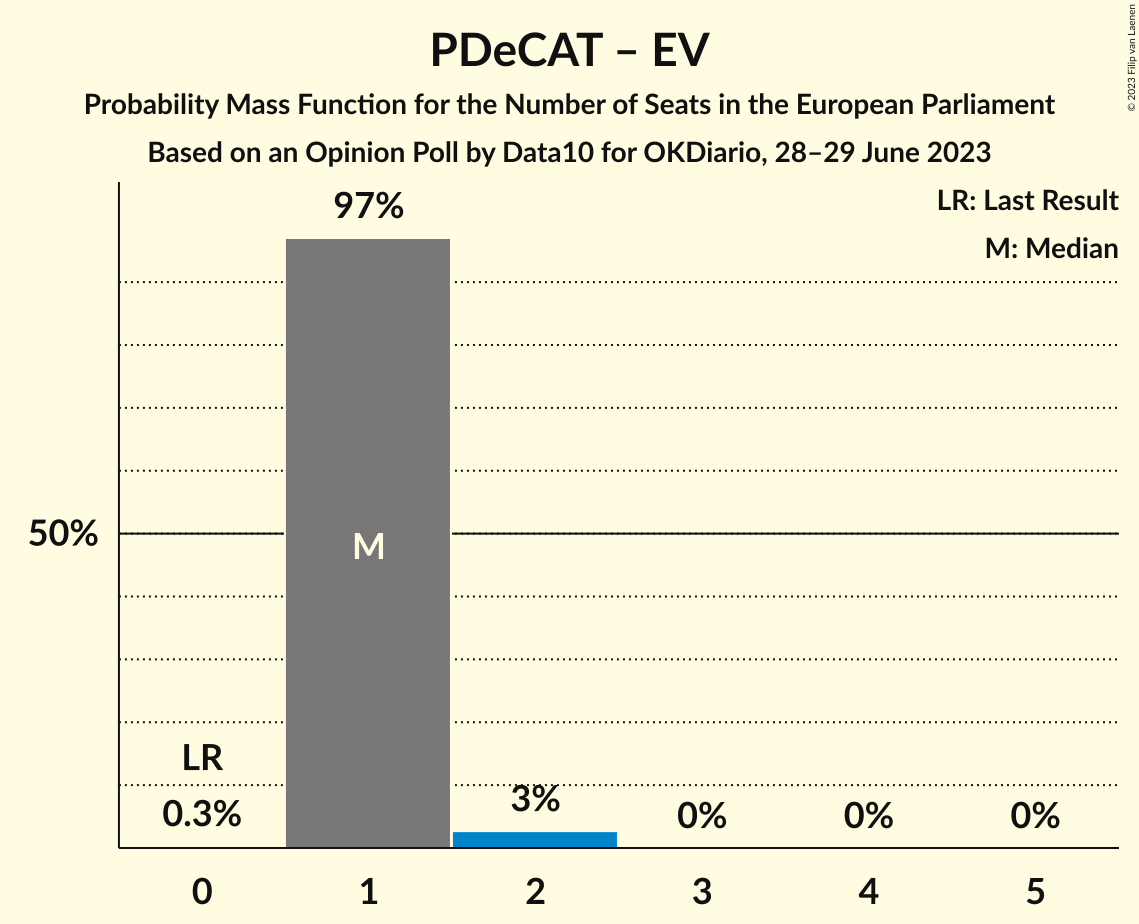 PDeCAT – EV
Probability Mass Function for the Number of Seats in the European Parliament
Based on an Opinion Poll by Data10 for OKDiario, 28–29 June 2023
© 2023 Filip van Laenen
LR: Last Result
M: Median
97%
50%
M
LR
0.3%
3%
0%
0%
0%
0
1
2
3
4
5